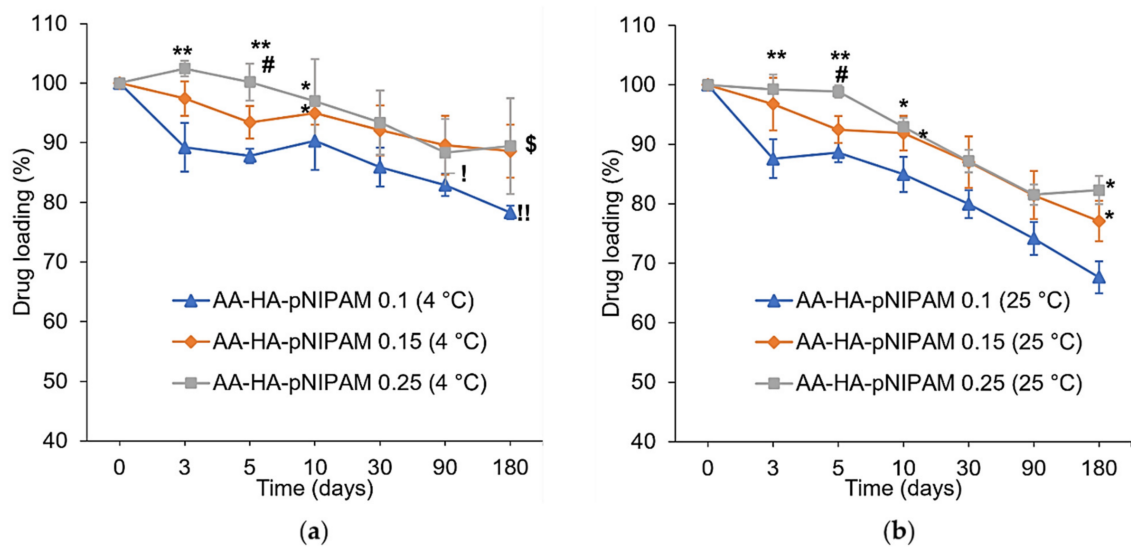 110
100
90
80
70
60
50
40
Drug loading (%)
**
**
#
*
*
!
$
!!
AA-HA-pNIPAM 0.1 (4 °C)
AA-HA-pNIPAM 0.15 (4 °C)
AA-HA-pNIPAM 0.25 (4 °C)
0 3 5 10 30 90 180
Time (days)
(a)
110
100
90
80
70
60
50
40
Drug loading (%)
**
**
#
*
*
*
*
AA-HA-pNIPAM 0.1 (25 °C)
AA-HA-pNIPAM 0.15 (25 °C)
AA-HA-pNIPAM 0.25 (25 °C)
0 3 5 10 30 90 180
Time (days)
(b)